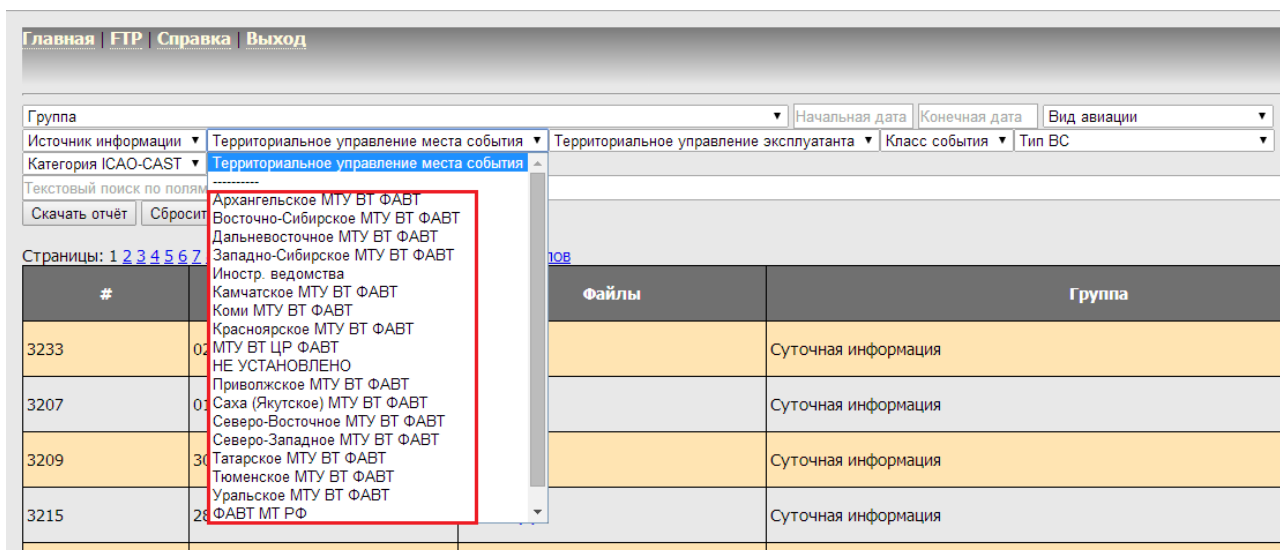 Главная | FTP | Справка | Выход
Группа Начальная дата Конечная дата Вид авиации
Источник информации Территориальное управление места события Территориальное управление эксплуатанта Класс события Тип ВС
Категория ICAO-CAST Территориальное управление места события
Текстовый поиск по ----------
Скачать отчёт
Архангельское МТУ ВТ ФАВТ
Восточно-Сибирское МТУ ВТ ФАВТ
Дальневосточное МТУ ВТ ФАВТ
Западно-Сибирское МТУ ВТ ФАВТ
Иностр. ведомства
Камчатское МТУ ВТ ФАВТ
Коми МТУ ВТ ФАВТ
Красноярское МТУ ВТ ФАВТ
МТУ ВТ ЦР ФАВТ
НЕ УСТАНОВЛЕНО
Приволжское МТУ ВТ ФАВТ
Саха (Якутское) МТУ ВТ ФАВТ
Северо-Восточное МТУ ВТ ФАВТ
Северо-Западное МТУ ВТ ФАВТ
Татарское МТУ ВТ ФАВТ
Тюменское МТУ ВТ ФАВТ
Уральское МТУ ВТ ФАВТ
ФАВТ МТ РФ
Страницы: 1 2 3 4 5 6 7
# Файлы Группа
3233 02 Суточная информация
3207 01 Суточная информация
3209 30 Суточная информация
3215 28 Суточная информация